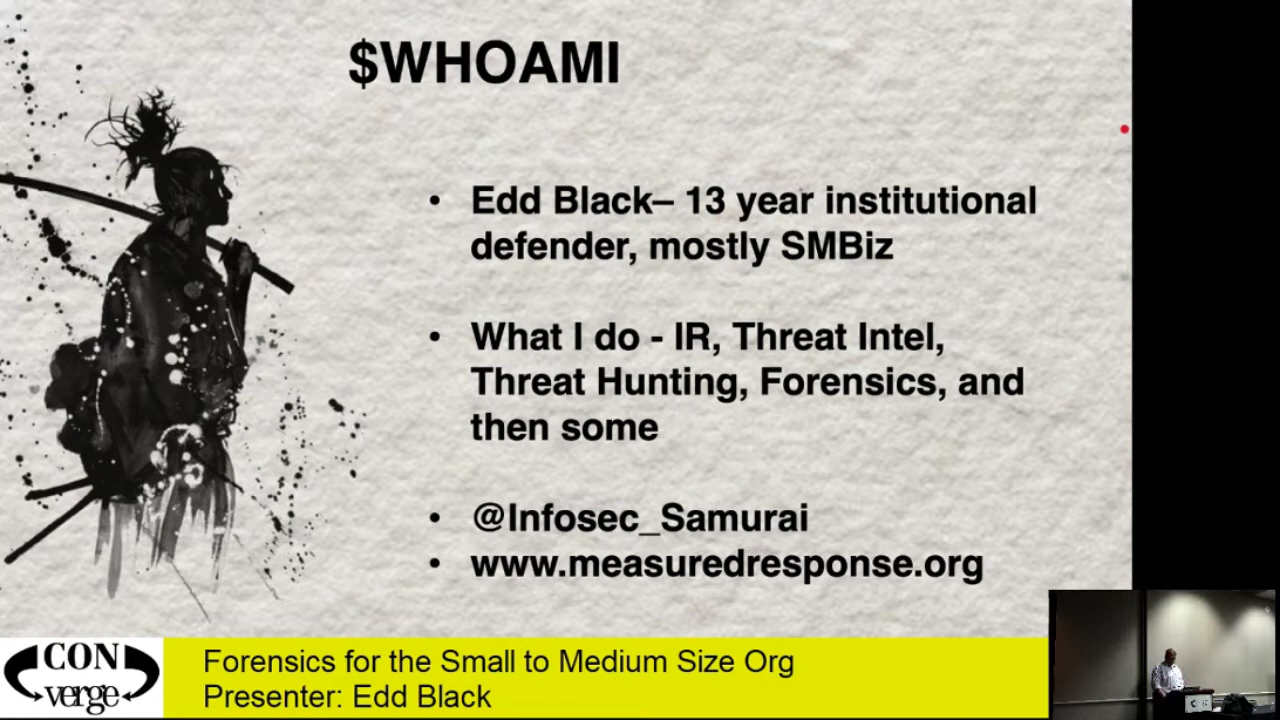 $WHOAMI
• Edd Black– 13 year institutional
defender, mostly SMBiz
• What I do - IR, Threat Intel,
Threat Hunting, Forensics, and
then some
• @Infosec_Samurai
• www.measuredresponse.org
CON
verge
Forensics for the Small to Medium Size Org
Presenter: Edd Black